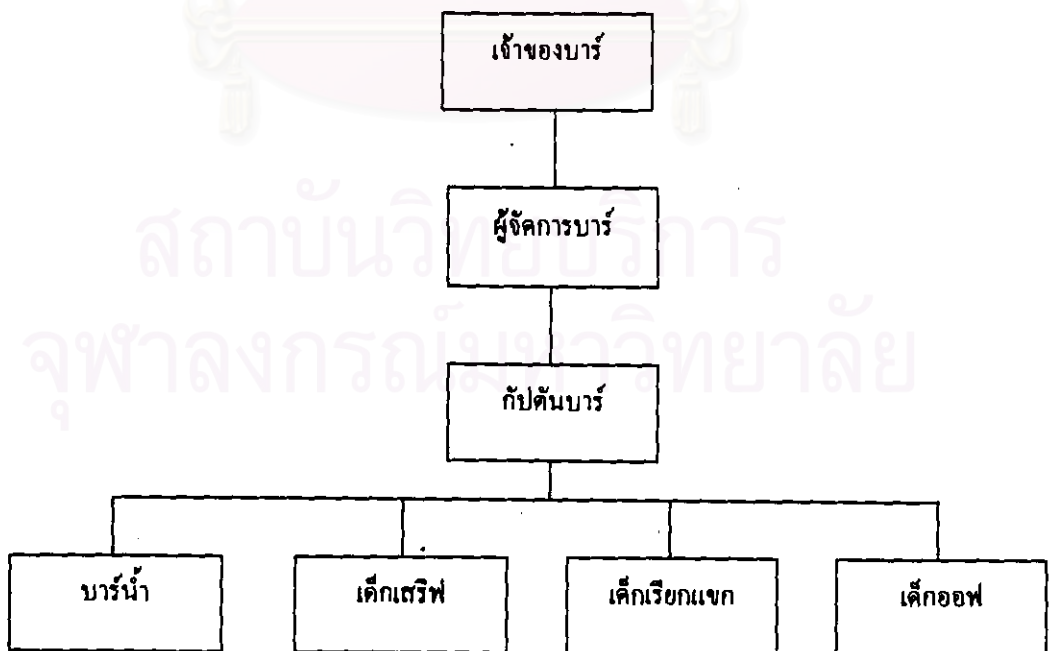 เจ้าของบาร์
ผู้จัดการบาร์
สถาบันวิทยบริการ
จุฬาลงกรณ์มหาวิทยาลัย
กัปตันบาร์
บาร์น้ำ
เด็กเสริฟ
เด็กเรียกแขก
เด็กออฟ